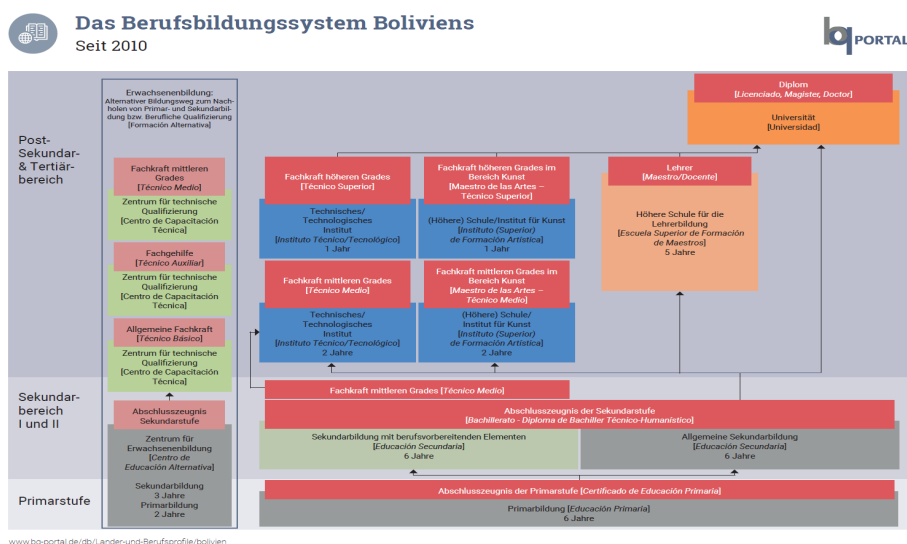 Das Berufsbildungssystem Boliviens
Seit 2010
bq PORTAL
Post-
Sekundar-
& Tertiär-
bereich
Erwachsenenbildung:
Alternativer Bildungsweg zum Nach-
holen von Primar- und Sekundarbil-
dung bzw. Berufliche Qualifizierung
[Formación Alternativa]
Fachkraft mittleren
Grades
[Técnico Medio]
Zentrum für technische
Qualifizierung
[Centro de Capacitación
Técnica]
Fachgehilfe
[Técnico Auxiliar]
Zentrum für technische
Qualifizierung
[Centro de Capacitación
Técnica]
Allgemeine Fachkraft
[Técnico Básico]
Zentrum für technische
Qualifizierung
[Centro de Capacitación
Técnica]
Abschlusszeugnis
Sekundarstufe
Zentrum für
Erwachsenenbildung
[Centro de
Educación Alternativa]
Sekundarbildung
3 Jahre
Primarbildung
2 Jahre
Diplom
[Licenciado, Magister, Doctor]
Universität
[Universidad]
Fachkraft höheren Grades
[Técnico Superior]
Technisches/
Technologisches
Institut
[Instituto Técnico/Tecnológico]
1 Jahr
Fachkraft höheren Grades im
Bereich Kunst
[Maestro de las Artes –
Técnico Superior]
(Höhere) Schule/Institut für Kunst
[Instituto (Superior)
de Formación Artística]
1 Jahr
Lehrer
[Maestro/Docente]
Höhere Schule für die
Lehrerbildung
[Escuela Superior de Formación
de Maestros]
5 Jahre
Fachkraft mittleren Grades
[Técnico Medio]
Technisches/
Technologisches
Institut
[Instituto Técnico/Tecnológico]
2 Jahre
Fachkraft mittleren Grades im
Bereich Kunst
[Maestro de las Artes –
Técnico Medio]
(Höhere) Schule/
Institut für Kunst
[Instituto (Superior)
de Formación Artística]
2 Jahre
Sekundar-
bereich
I und II
Fachkraft mittleren Grades [Técnico Medio]
Abschlusszeugnis der Sekundarstufe
[Bachillerato - Diploma de Bachiller Técnico-Humanístico]
Sekundarbildung mit berufsvorbereitenden Elementen
[Educación Secundaria]
6 Jahre
Allgemeine Sekundarbildung
[Educación Secundaria]
6 Jahre
Primarstufe
Abschlusszeugnis der Primarstufe [Certificado de Educación Primaria]
Primarbildung [Educación Primaria]
6 Jahre
www.bq-portal.de/db/Länder-und-Berufsprofile/bolivien